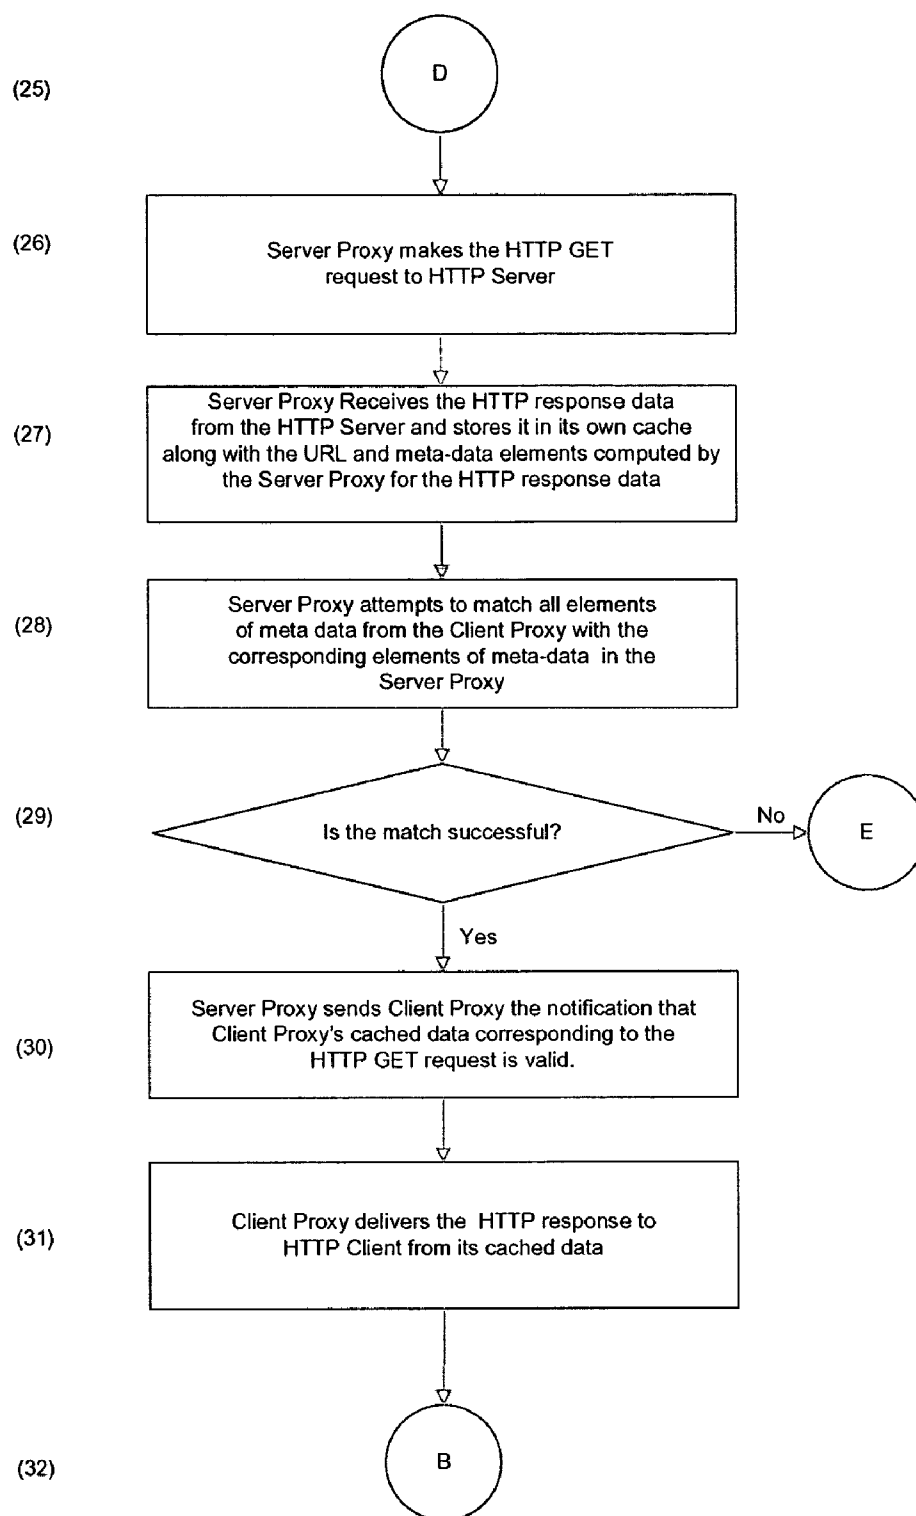 (25)
D
(26)
Server Proxy makes the HTTP GET
request to HTTP Server
(27)
Server Proxy Receives the HTTP response data
from the HTTP Server and stores it in its own cache
along with the URL and meta-data elements computed by
the Server Proxy for the HTTP response data
(28)
Server Proxy attempts to match all elements
of meta data from the Client Proxy with the
corresponding elements of meta-data in the
Server Proxy
(29)
Is the match successful?
No
E
Yes
(30)
Server Proxy sends Client Proxy the notification that
Client Proxy's cached data corresponding to the
HTTP GET request is valid.
(31)
Client Proxy delivers the HTTP response to
HTTP Client from its cached data
(32)
B